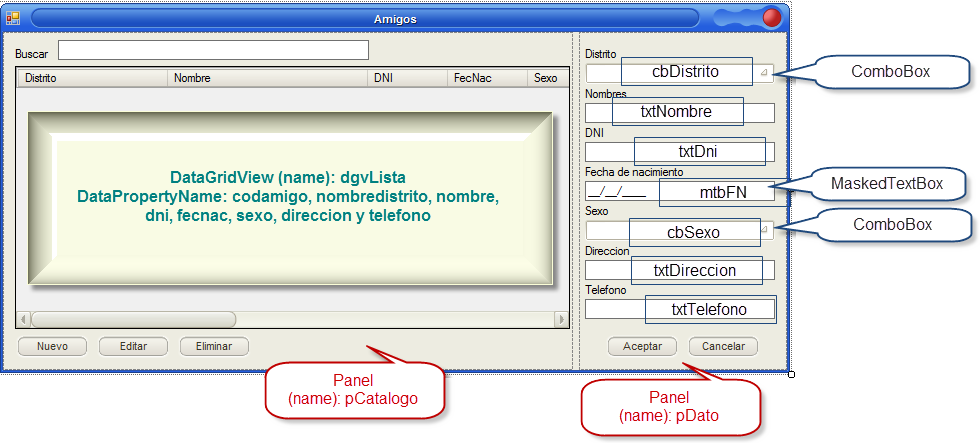 Amigos
Buscar
Distrito Nombre DNI FecNac Sexo
DataGridView (name): dgvLista
DataPropertyName: codamigo, nombredistrito, nombre,
dni, fecnac, sexo, direccion y telefono
Nuevo Editar Eliminar
Panel
(name): pCatalogo
Distrito
cbDistrito
ComboBox
Nombres
txtNombre
DNI
txtDni
Fecha de nacimiento
__/__/____ mtbFN
MaskedTextBox
Sexo
cbSexo
ComboBox
Direccion
txtDireccion
Telefono
txtTelefono
Aceptar Cancelar
Panel
(name): pDato